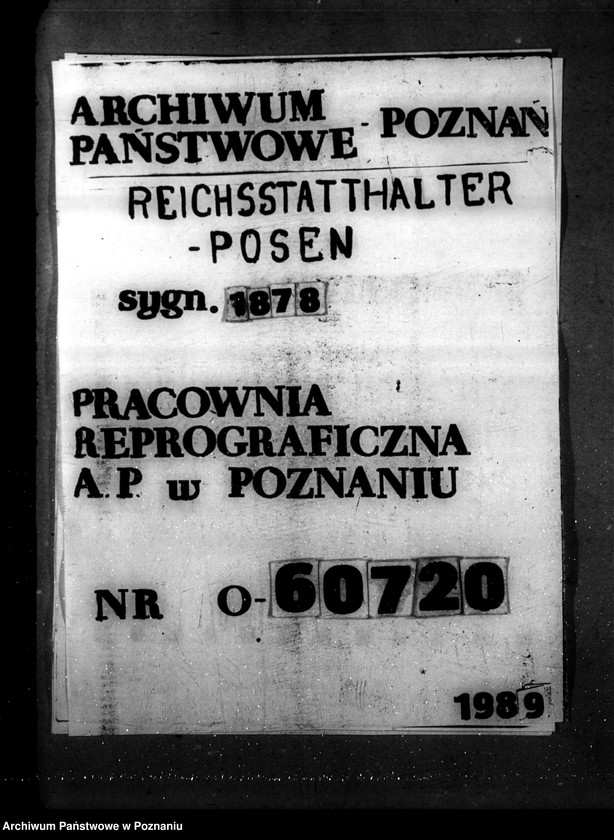 ARCHIWUM
PAŃSTWOWE - POZNAŃ
REICHSSTATTHALTER
-POSEN
sygn. 1878
PRACOWNIA
REPROGRAFICZNA
A.P. w POZNANIU
NR O-60720
1989
Archiwum Państwowe w Poznaniu